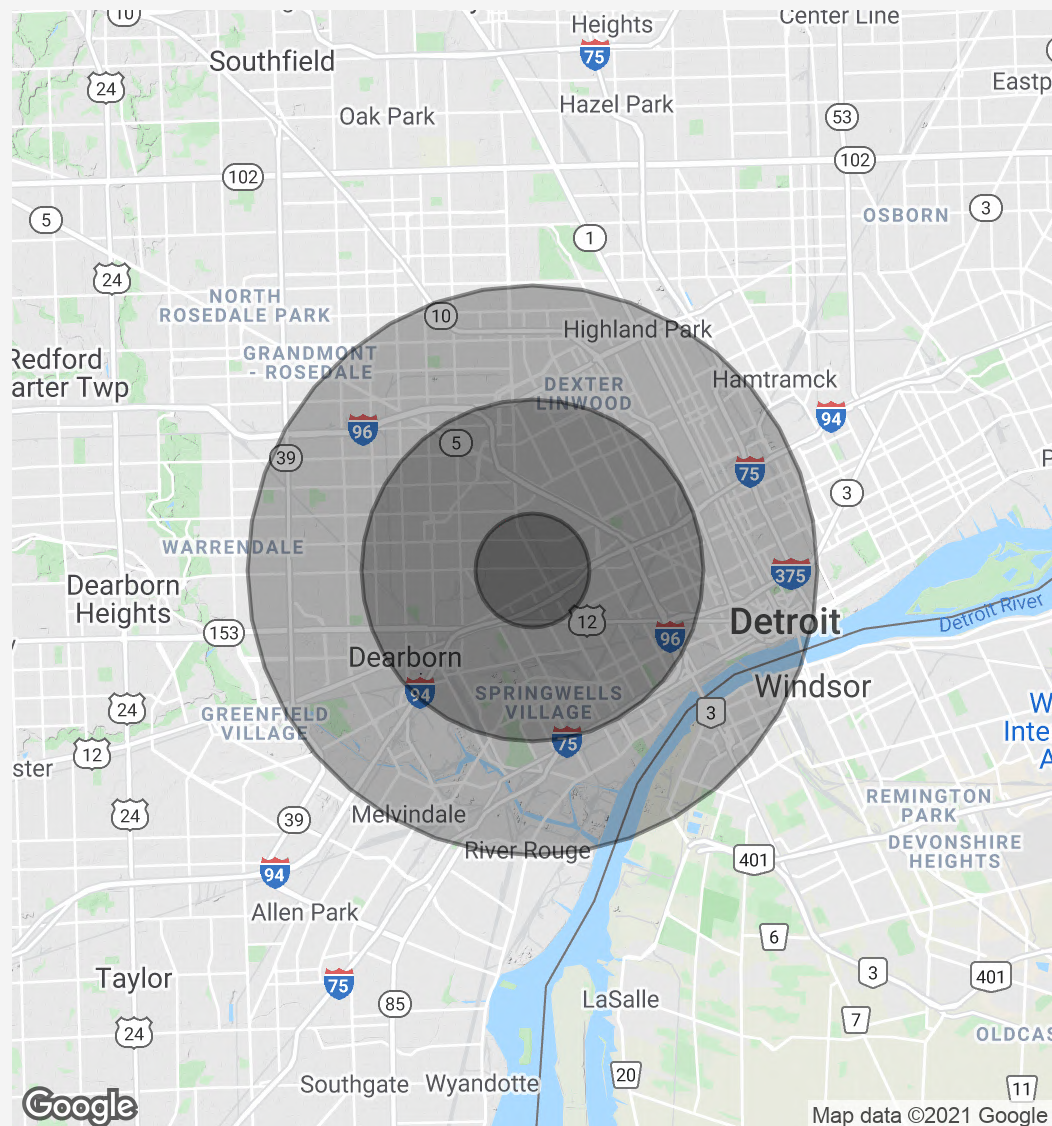 10
Heights
Center Line
75
Southfield
24
Eastp
Oak Park
Hazel Park
53
102
102
5
3
OSBORN
1
24
NORTH
ROSEDALE PARK
10
Highland Park
GRANDMONT
- ROSEDALE
Redford
arter Twp
DEXTER
LINWOOD
Hamtramck
94
96
5
39
75
P
3
WARRENDALE
Dearborn
Heights
375
Detroit River
12
Detroit
153
96
Dearborn
94
SPRINGWELLS
VILLAGE
Windsor
24
GREENFIELD
VILLAGE
3
W
Inte
A
75
12
ster
REMINGTON
PARK
24
39
Melvindale
DEVONSHIRE
HEIGHTS
River Rouge
401
94
Allen Park
6
Taylor
75
3
401
85
LaSalle
7
24
OLDCAS
Southgate
Wyandotte
20
11
Google
Map data ©2021 Google